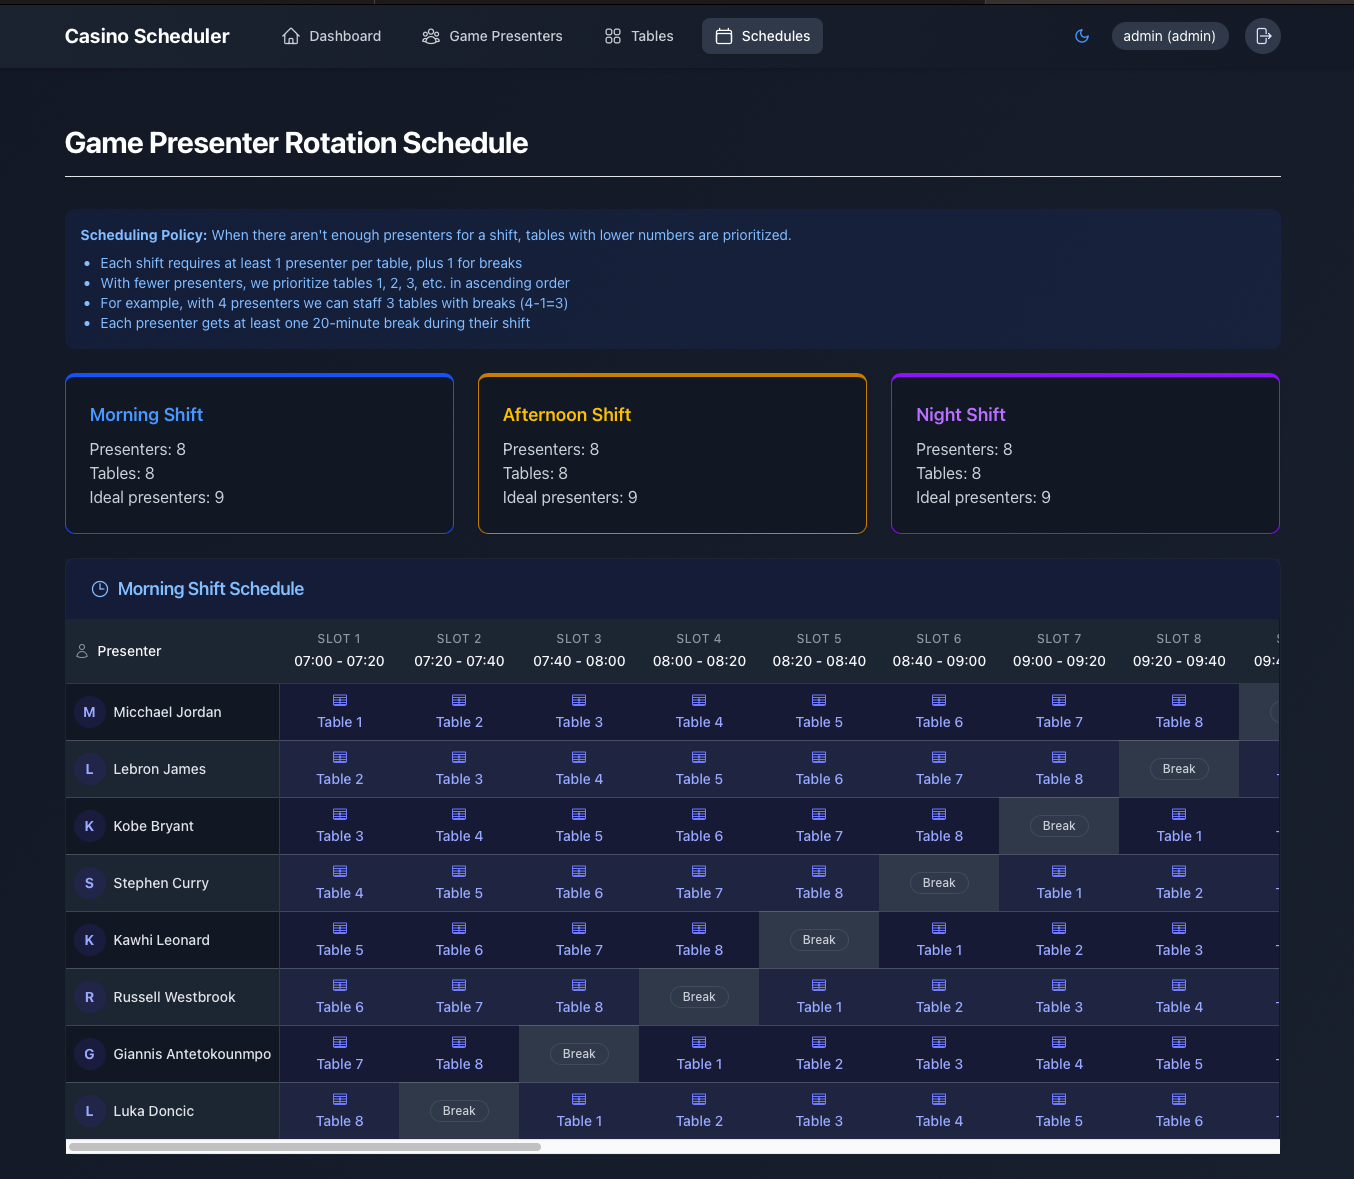 Casino Scheduler Dashboard Game Presenters Tables Schedules admin (admin)
Game Presenter Rotation Schedule
Scheduling Policy: When there aren't enough presenters for a shift, tables with lower numbers are prioritized.
Each shift requires at least 1 presenter per table, plus 1 for breaks
With fewer presenters, we prioritize tables 1, 2, 3, etc. in ascending order
For example, with 4 presenters we can staff 3 tables with breaks (4-1=3)
Each presenter gets at least one 20-minute break during their shift
Morning Shift
Presenters: 8
Tables: 8
Ideal presenters: 9
Afternoon Shift
Presenters: 8
Tables: 8
Ideal presenters: 9
Night Shift
Presenters: 8
Tables: 8
Ideal presenters: 9
Morning Shift Schedule
SLOT 1 SLOT 2 SLOT 3 SLOT 4 SLOT 5 SLOT 6 SLOT 7 SLOT 8
Presenter 07:00 - 07:20 07:20 - 07:40 07:40 - 08:00 08:00 - 08:20 08:20 - 08:40 08:40 - 09:00 09:00 - 09:20 09:20 - 09:40
M Micchael Jordan Table 1 Table 2 Table 3 Table 4 Table 5 Table 6 Table 7 Table 8
L Lebron James Table 2 Table 3 Table 4 Table 5 Table 6 Table 7 Table 8 Break
K Kobe Bryant Table 3 Table 4 Table 5 Table 6 Table 7 Table 8 Break Table 1
S Stephen Curry Table 4 Table 5 Table 6 Table 7 Table 8 Break Table 1 Table 2
K Kawhi Leonard Table 5 Table 6 Table 7 Table 8 Break Table 1 Table 2 Table 3
R Russell Westbrook Table 6 Table 7 Table 8 Break Table 1 Table 2 Table 3 Table 4
G Giannis Antetokounmpo Table 7 Table 8 Break Table 1 Table 2 Table 3 Table 4 Table 5
L Luka Doncic Table 8 Break Table 1 Table 2 Table 3 Table 4 Table 5 Table 6